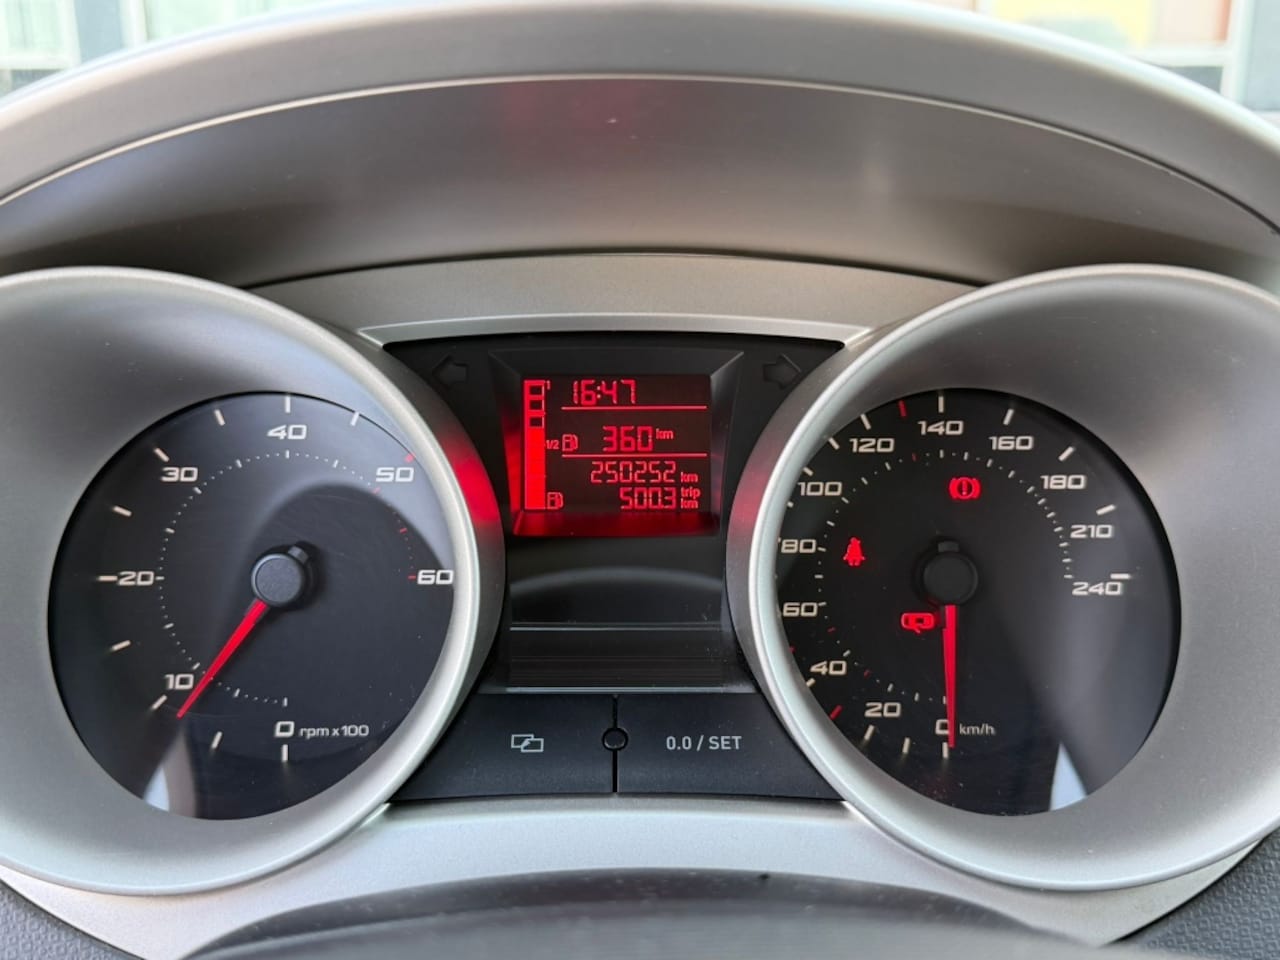 16:47
1/2 360 km
250252 km
500.3 trip km
0 10 20 30 40 50 60
rpm x 100
0 20 40 60 80 100 120 140 160 180 210 240
km/h
0.0 / SET